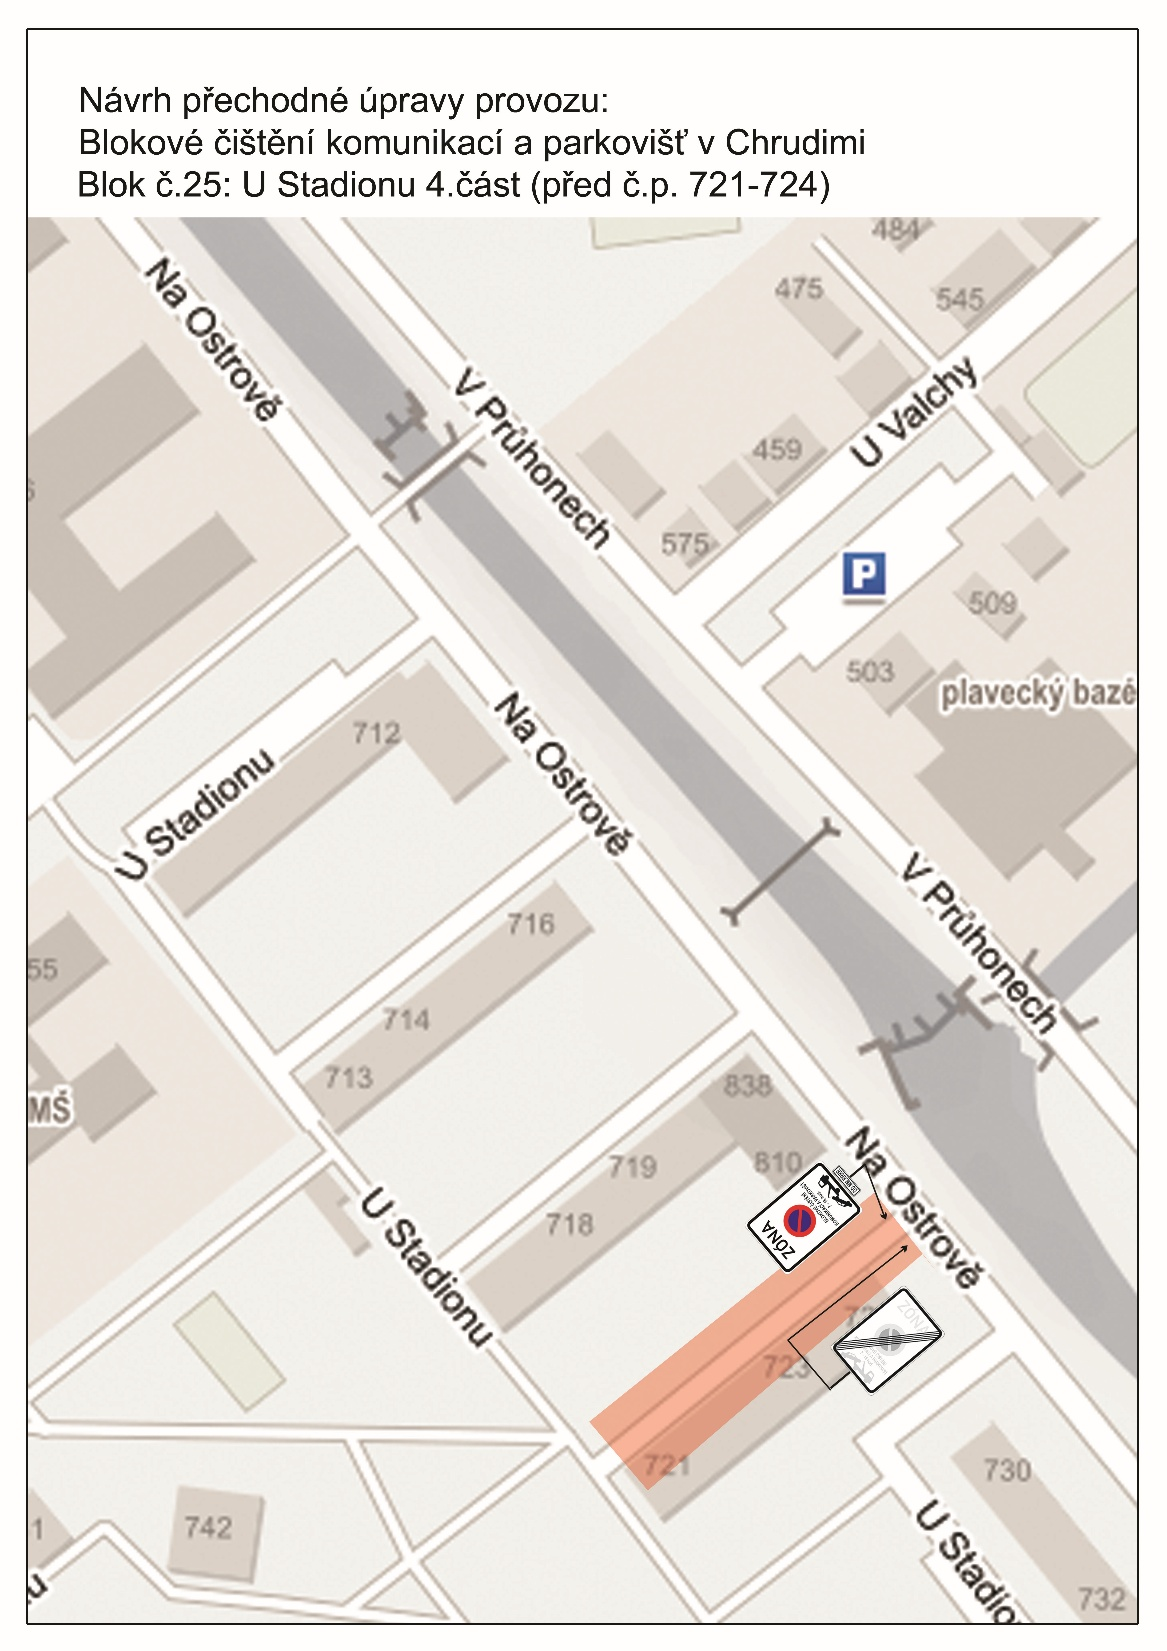 Návrh přechodné úpravy provozu:
Blokové čištění komunikací a parkovišť v Chrudimi
Blok č.25: U Stadionu 4.část (před č.p. 721-724)
484
475
545
Na Ostrově
V Průhonech
U Valchy
459
575
P
509
503
plavecký bazé
712
Na Ostrově
U Stadionu
716
V Průhonech
55
714
713
838
MŠ
719
810
Na Ostrově
718
U Stadionu
ZÓNA
ZÓNA
723
721
730
742
1
U Stadio
732
u